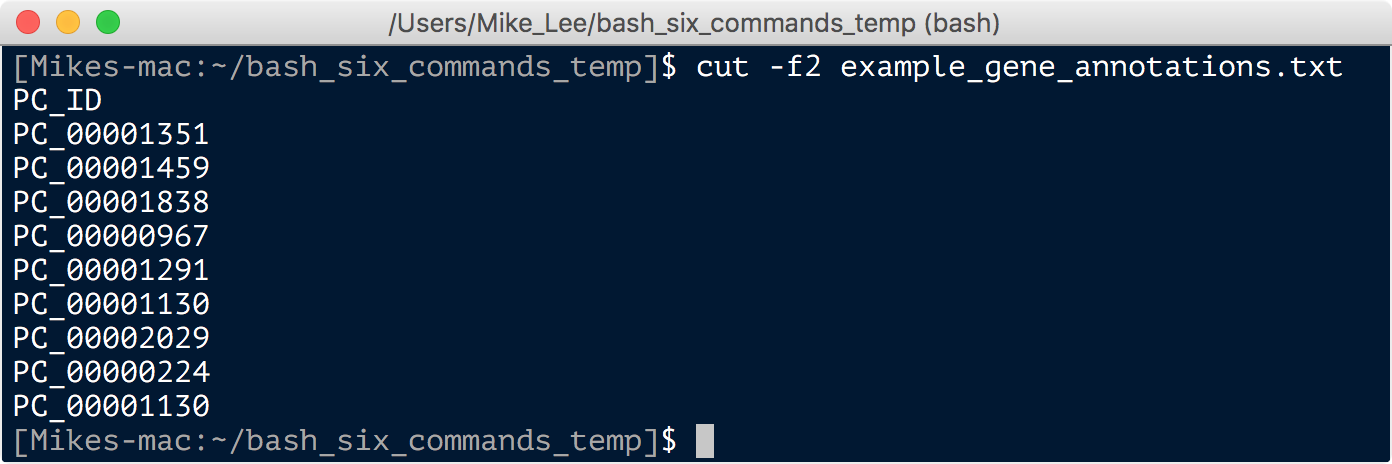 /Users/Mike_Lee/bash_six_commands_temp (bash)
[Mikes-mac:~/bash_six_commands_temp]$ cut -f2 example_gene_annotations.txt
PC_ID
PC_00001351
PC_00001459
PC_00001838
PC_00000967
PC_00001291
PC_00001130
PC_00002029
PC_00000224
PC_00001130
[Mikes-mac:~/bash_six_commands_temp]$